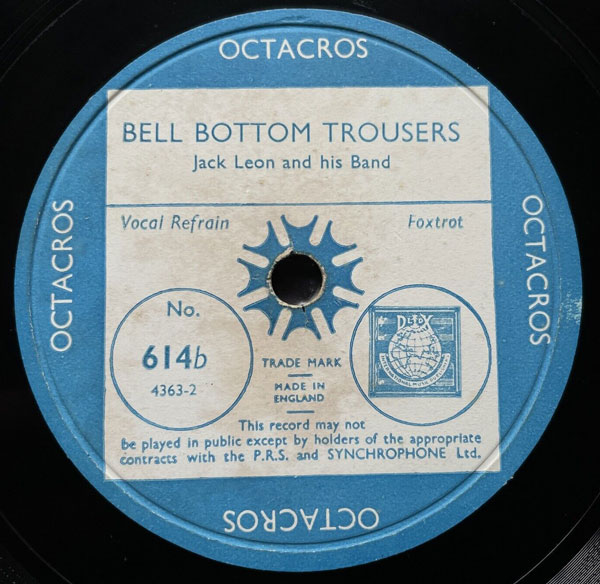 OCTACROS
BELL BOTTOM TROUSERS
Jack Leon and his Band
Vocal Refrain
Foxtrot
No.
614b
4363-2
TRADE MARK
MADE IN
ENGLAND
This record may not
be played in public except by holders of the appropriate
contracts with the P.R.S. and SYNCHROPHONE Ltd.
OCTACROS
OCTACROS
OCTACROS